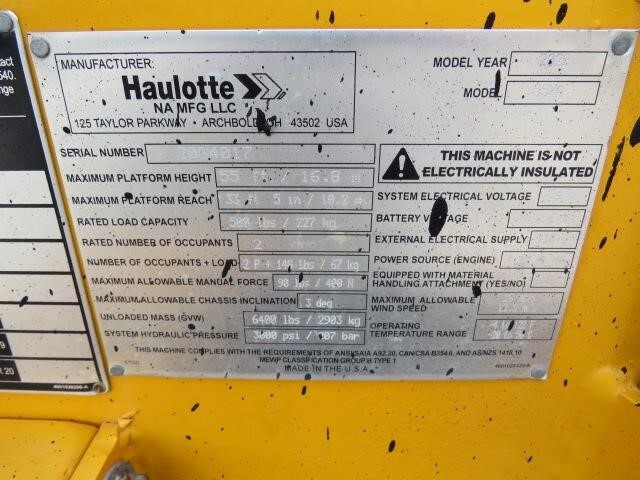 act
640.
nge
MANUFACTURER:
Haulotte
NA MFG LLC
125 TAYLOR PARKWAY • ARCHBOLD, OH 43502 USA
MODEL YEAR
MODEL
SERIAL NUMBER
MAXIMUM PLATFORM HEIGHT 55 / 16.8 m
MAXIMUM PLATFORM REACH 33 ft 5 in / 10.2 m
RATED LOAD CAPACITY 500 lbs / 227 kg
RATED NUMBER OF OCCUPANTS 2
NUMBER OF OCCUPANTS + LOAD 2 P + 148 lbs / 67 kg
MAXIMUM ALLOWABLE MANUAL FORCE 90 lbs / 400 N
MAXIMUM ALLOWABLE CHASSIS INCLINATION 3 deg
UNLOADED MASS (GVW) 6400 lbs / 2903 kg
SYSTEM HYDRAULIC PRESSURE 3000 psi / 207 bar
THIS MACHINE IS NOT
ELECTRICALLY INSULATED
SYSTEM ELECTRICAL VOLTAGE
BATTERY VOLTAGE
EXTERNAL ELECTRICAL SUPPLY
POWER SOURCE (ENGINE)
EQUIPPED WITH MATERIAL
HANDLING ATTACHMENT (YES/NO)
MAXIMUM ALLOWABLE
WIND SPEED
OPERATING
TEMPERATURE RANGE
THIS MACHINE COMPLIES WITH THE REQUIREMENTS OF ANSI/SAIA A92.20, CAN/CSA B354.6, AND AS/NZS 1418.10
MEWP CLASSIFICATION GROUP B TYPE 1
MADE IN THE U.S.A.